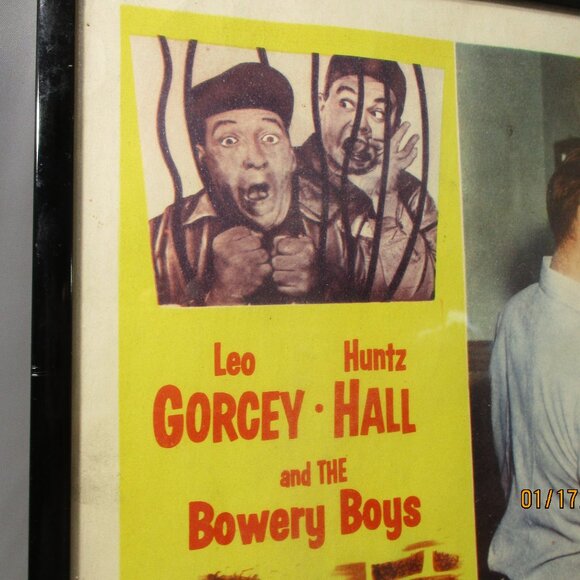 Leo Huntz
GORCEY · HALL
and THE
Bowery Boys
01/17